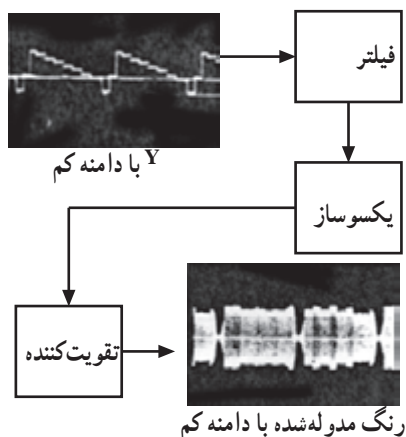 فیلتر
Y با دامنه کم
یکسوساز
تقویت‌کننده
رنگ مدوله‌شده با دامنه کم